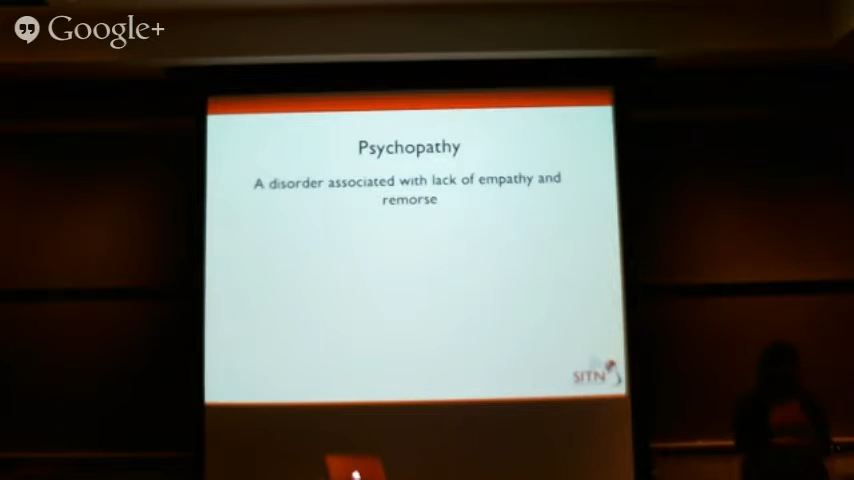 Google+
Psychopathy
A disorder associated with lack of empathy and
remorse
SITN